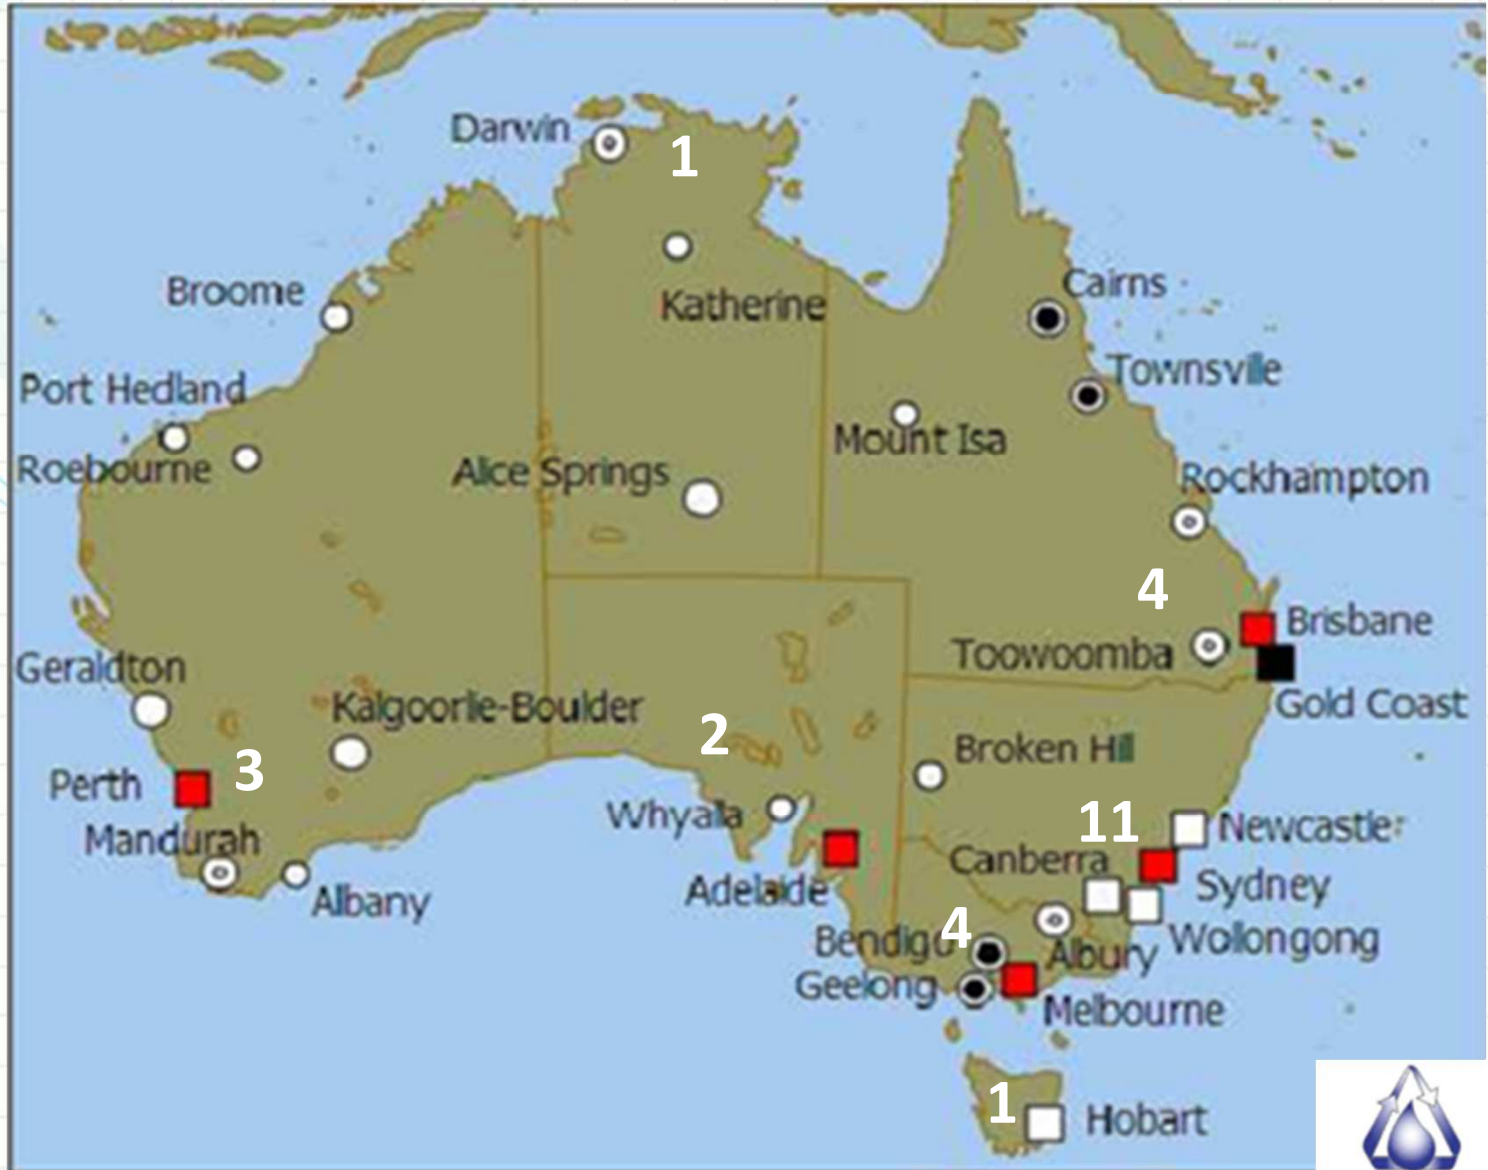 Darwin
1
Katherine
Broome
Cairns
Port Hedland
Townsville
Roebourne
Alice Springs
Mount Isa
Rockhampton
4
Brisbane
Toowoomba
Geraldton
Kalgoorlie-Boulder
Gold Coast
2
Broken Hill
3
Perth
Whyalla
11
Newcastle
Mandurah
Canberra
Adelaide
Sydney
Albany
4
Bendigo
Albury
Wollongong
Geelong
Melbourne
1
Hobart